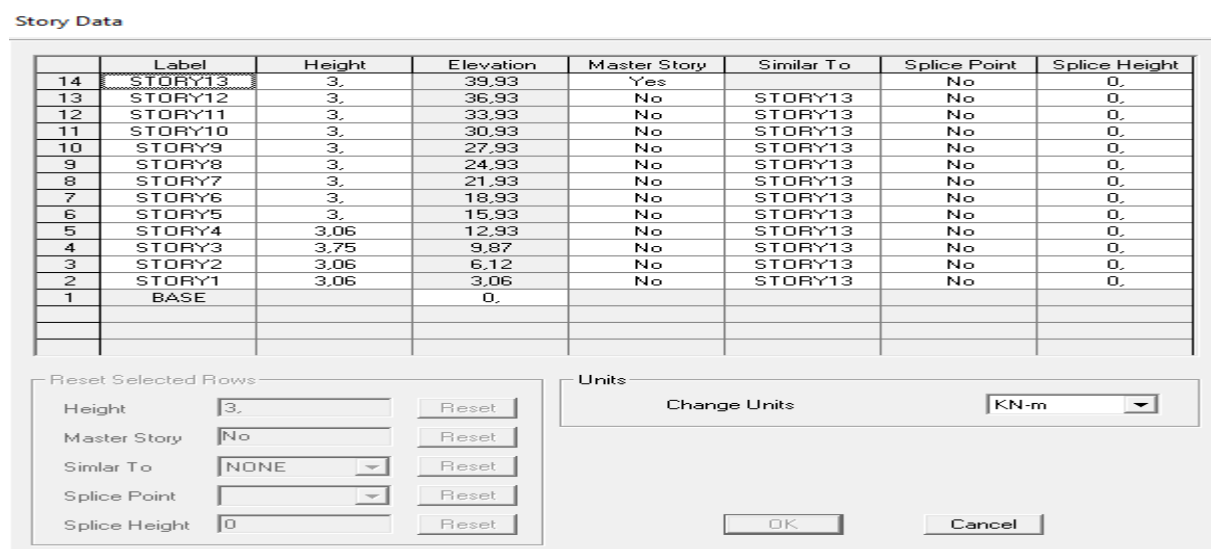 Story Data
Label Height Elevation Master Story Similar To Splice Point Splice Height
14 STORY13 3, 39,93 Yes No 0,
13 STORY12 3, 36,93 No STORY13 No 0,
12 STORY11 3, 33,93 No STORY13 No 0,
11 STORY10 3, 30,93 No STORY13 No 0,
10 STORY9 3, 27,93 No STORY13 No 0,
9 STORY8 3, 24,93 No STORY13 No 0,
8 STORY7 3, 21,93 No STORY13 No 0,
7 STORY6 3, 18,93 No STORY13 No 0,
6 STORY5 3, 15,93 No STORY13 No 0,
5 STORY4 3,06 12,93 No STORY13 No 0,
4 STORY3 3,75 9,87 No STORY13 No 0,
3 STORY2 3,06 6,12 No STORY13 No 0,
2 STORY1 3,06 3,06 No STORY13 No 0,
1 BASE 0,
Reset Selected Rows
Height 3, Reset
Master Story No Reset
Simlar To NONE Reset
Splice Point Reset
Splice Height 0 Reset
Units
Change Units KN-m
OK Cancel